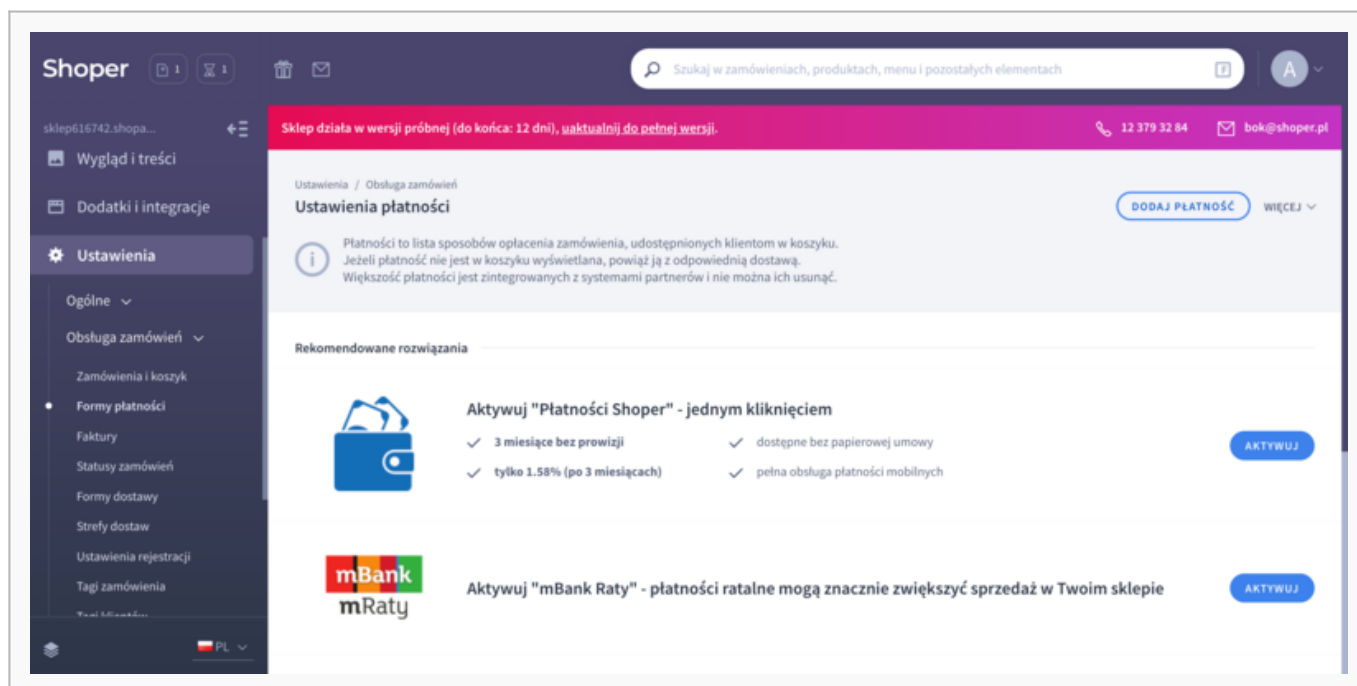 Shoper
1
1
Szukaj w zamówieniach, produktach, menu i pozostałych elementach
F
A
sklep616742.shopa...
Wygląd i treści
Dodatki i integracje
Ustawienia
Ogólne
Obsługa zamówień
Zamówienia i koszyk
Formy płatności
Faktury
Statusy zamówień
Formy dostawy
Strefy dostaw
Ustawienia rejestracji
Tagi zamówienia
Tagi klientów
PL
Sklep działa w wersji próbnej (do końca: 12 dni), uaktualnij do pełnej wersji.
12 379 32 84
bok@shoper.pl
Ustawienia / Obsługa zamówień
Ustawienia płatności
DODAJ PŁATNOŚĆ
WIĘCEJ
Płatności to lista sposobów opłacenia zamówienia, udostępnionych klientom w koszyku.
Jeżeli płatność nie jest w koszyku wyświetlana, powiąż ją z odpowiednią dostawą.
Większość płatności jest zintegrowanych z systemami partnerów i nie można ich usunąć.
Rekomendowane rozwiązania
Aktywuj "Płatności Shoper" - jednym kliknięciem
3 miesiące bez prowizji
dostępne bez papierowej umowy
tylko 1.58% (po 3 miesiącach)
pełna obsługa płatności mobilnych
AKTYWUJ
mBank
mRaty
Aktywuj "mBank Raty" - płatności ratalne mogą znacznie zwiększyć sprzedaż w Twoim sklepie
AKTYWUJ